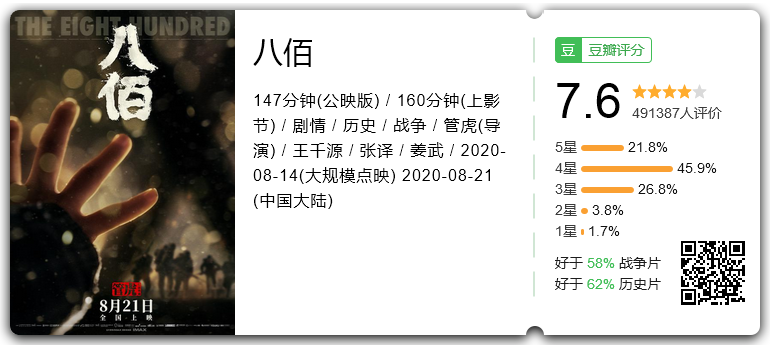 THE EIGHT HUNDRED
八佰
管虎
8月21日
全国·上映
IMAX
八佰
147分钟(公映版) / 160分钟(上影
节) / 剧情 / 历史 / 战争 / 管虎(导
演) / 王千源 / 张译 / 姜武 / 2020-
08-14(大规模点映) 2020-08-21
(中国大陆)
豆 豆瓣评分
7.6
491387人评价
5星 21.8%
4星 45.9%
3星 26.8%
2星 3.8%
1星 1.7%
好于 58% 战争片
好于 62% 历史片